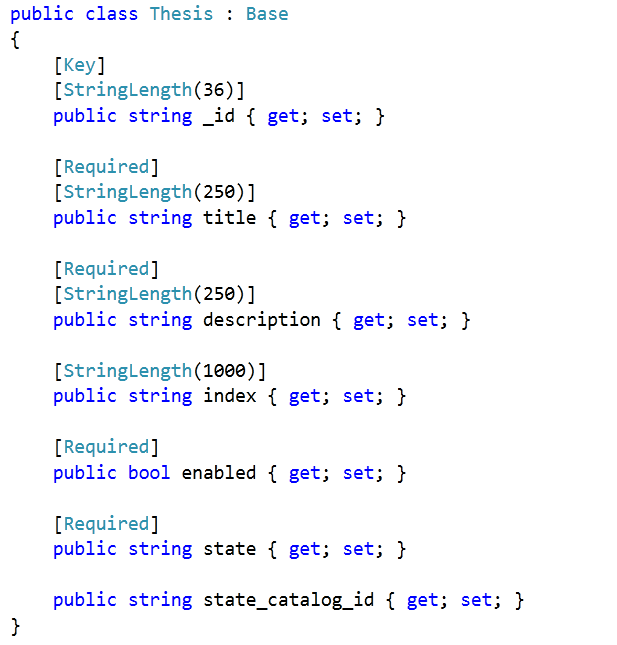 public class Thesis : Base
{
    [Key]
    [StringLength(36)]
    public string _id { get; set; }

    [Required]
    [StringLength(250)]
    public string title { get; set; }

    [Required]
    [StringLength(250)]
    public string description { get; set; }

    [StringLength(1000)]
    public string index { get; set; }

    [Required]
    public bool enabled { get; set; }

    [Required]
    public string state { get; set; }

    public string state_catalog_id { get; set; }
}